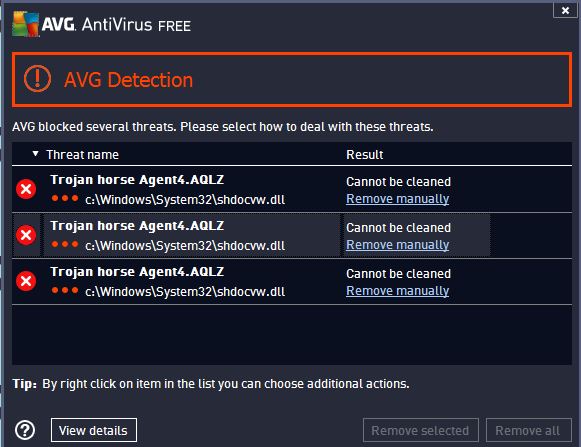 AVG. AntiVirus FREE
AVG Detection
AVG blocked several threats. Please select how to deal with these threats.
Threat name Result
Trojan horse Agent4.AQLZ Cannot be cleaned
c:\Windows\System32\shdocvw.dll Remove manually
Trojan horse Agent4.AQLZ Cannot be cleaned
c:\Windows\System32\shdocvw.dll Remove manually
Trojan horse Agent4.AQLZ Cannot be cleaned
c:\Windows\System32\shdocvw.dll Remove manually
Tip: By right click on item in the list you can choose additional actions.
View details Remove selected Remove all